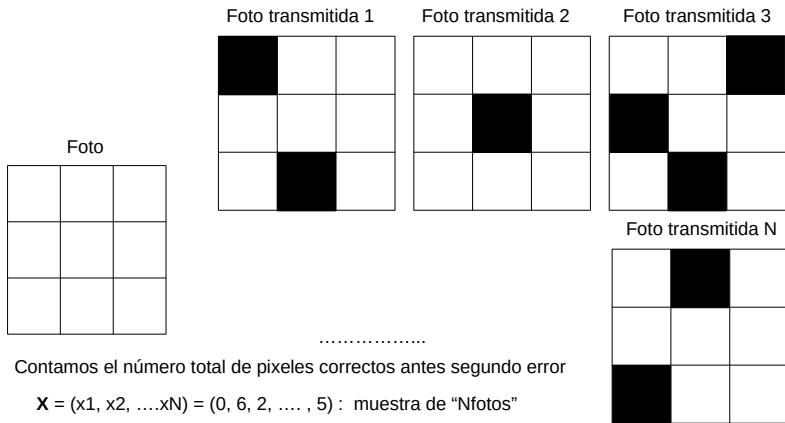 Foto transmitida 1
Foto transmitida 2
Foto transmitida 3
Foto
Foto transmitida N
……………...
Contamos el número total de pixeles correctos antes segundo error
X = (x1, x2, ….xN) = (0, 6, 2, …. , 5) : muestra de “Nfotos”